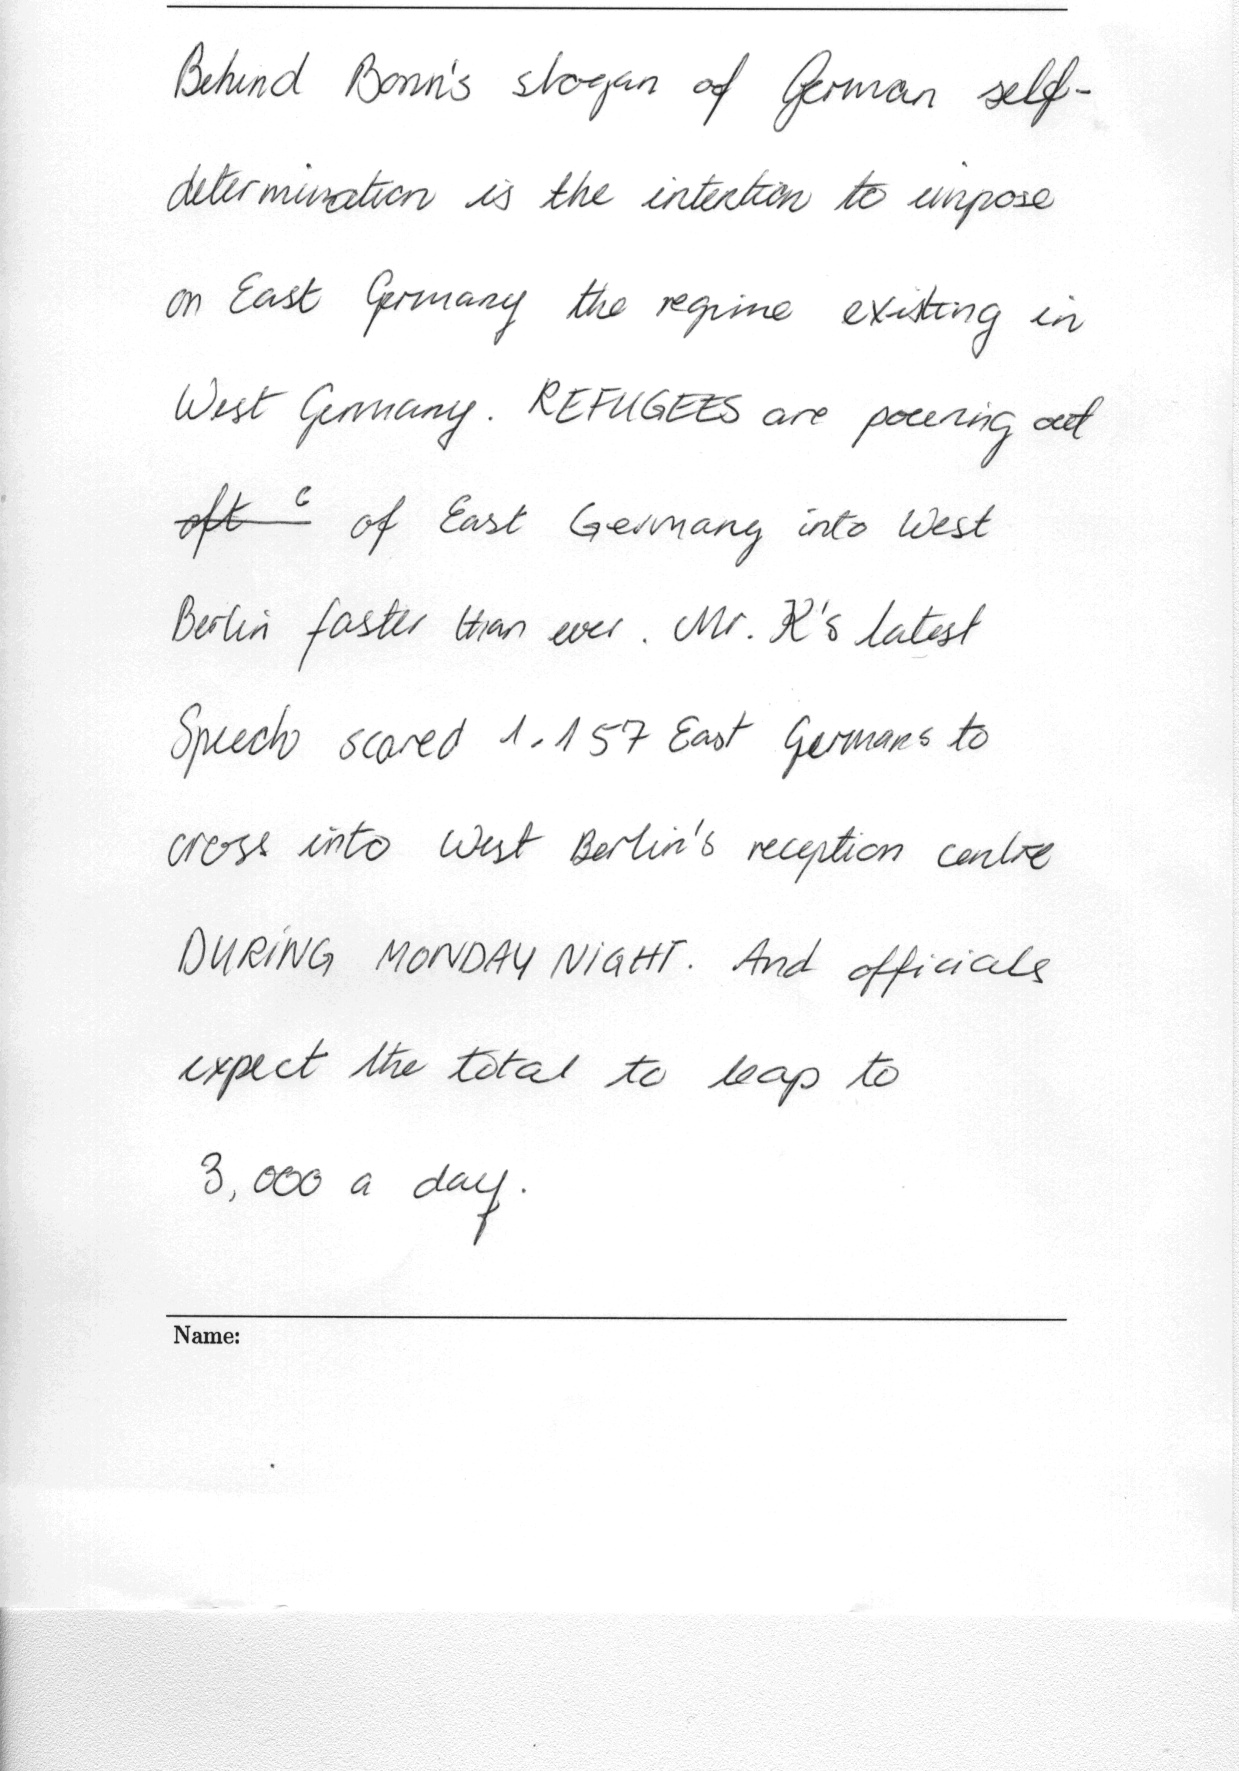 Behind Bonn's slogan of German self-
determination is the intention to impose
on East Germany the regime existing in
West Germany. REFUGEES are pouring out
of East Germany into West
Berlin faster than ever. Mr. K's latest
Speech scared 1.157 East Germans to
cross into West Berlin's reception centre
DURING MONDAY NIGHT. And officials
expect the total to leap to
3,000 a day.
Name: